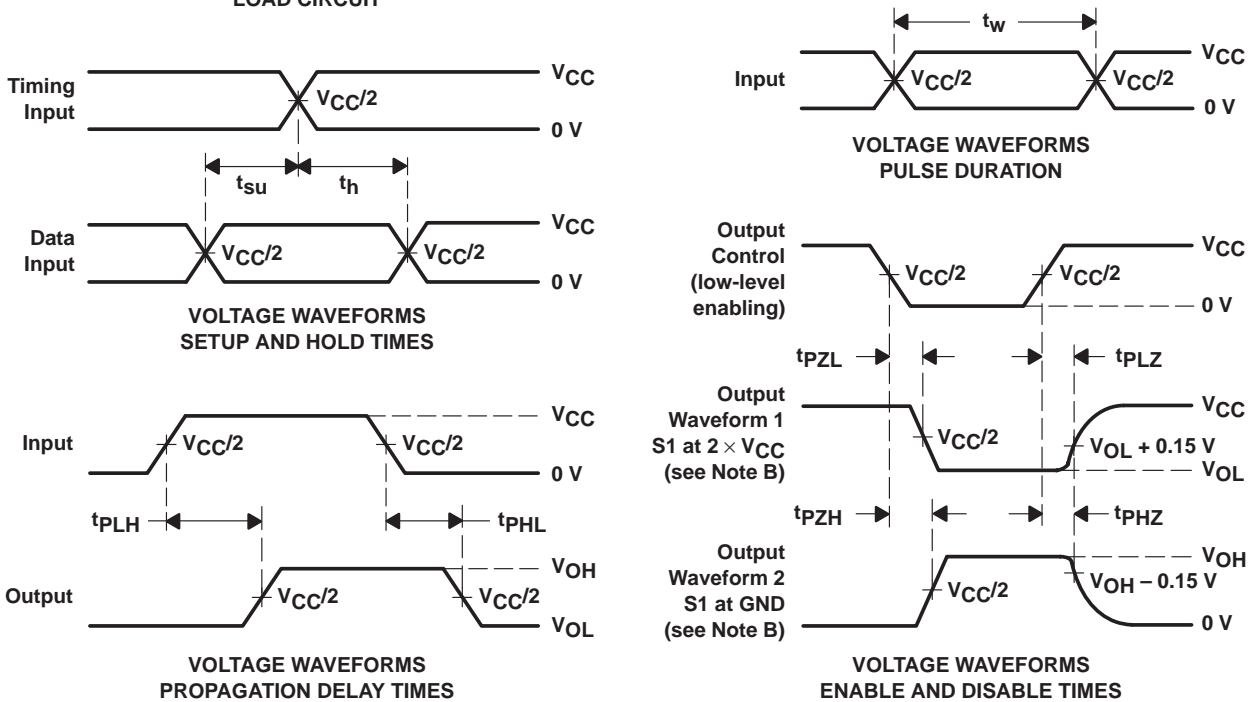 LOAD CIRCUIT
Timing
Input
VCC
VCC/2
0 V
tsu
th
Data
Input
VCC
VCC/2
VCC/2
0 V
VOLTAGE WAVEFORMS
SETUP AND HOLD TIMES
Input
VCC
VCC/2
VCC/2
0 V
tPLH
tPHL
Output
VOH
VCC/2
VCC/2
VOL
VOLTAGE WAVEFORMS
PROPAGATION DELAY TIMES
tw
Input
VCC
VCC/2
VCC/2
0 V
VOLTAGE WAVEFORMS
PULSE DURATION
Output
Control
(low-level
enabling)
VCC
VCC/2
VCC/2
0 V
tPZL
tPLZ
Output
Waveform 1
S1 at 2 × VCC
(see Note B)
VCC
VCC/2
VOL + 0.15 V
VOL
tPZH
tPHZ
Output
Waveform 2
S1 at GND
(see Note B)
VOH
VCC/2
VOH – 0.15 V
0 V
VOLTAGE WAVEFORMS
ENABLE AND DISABLE TIMES